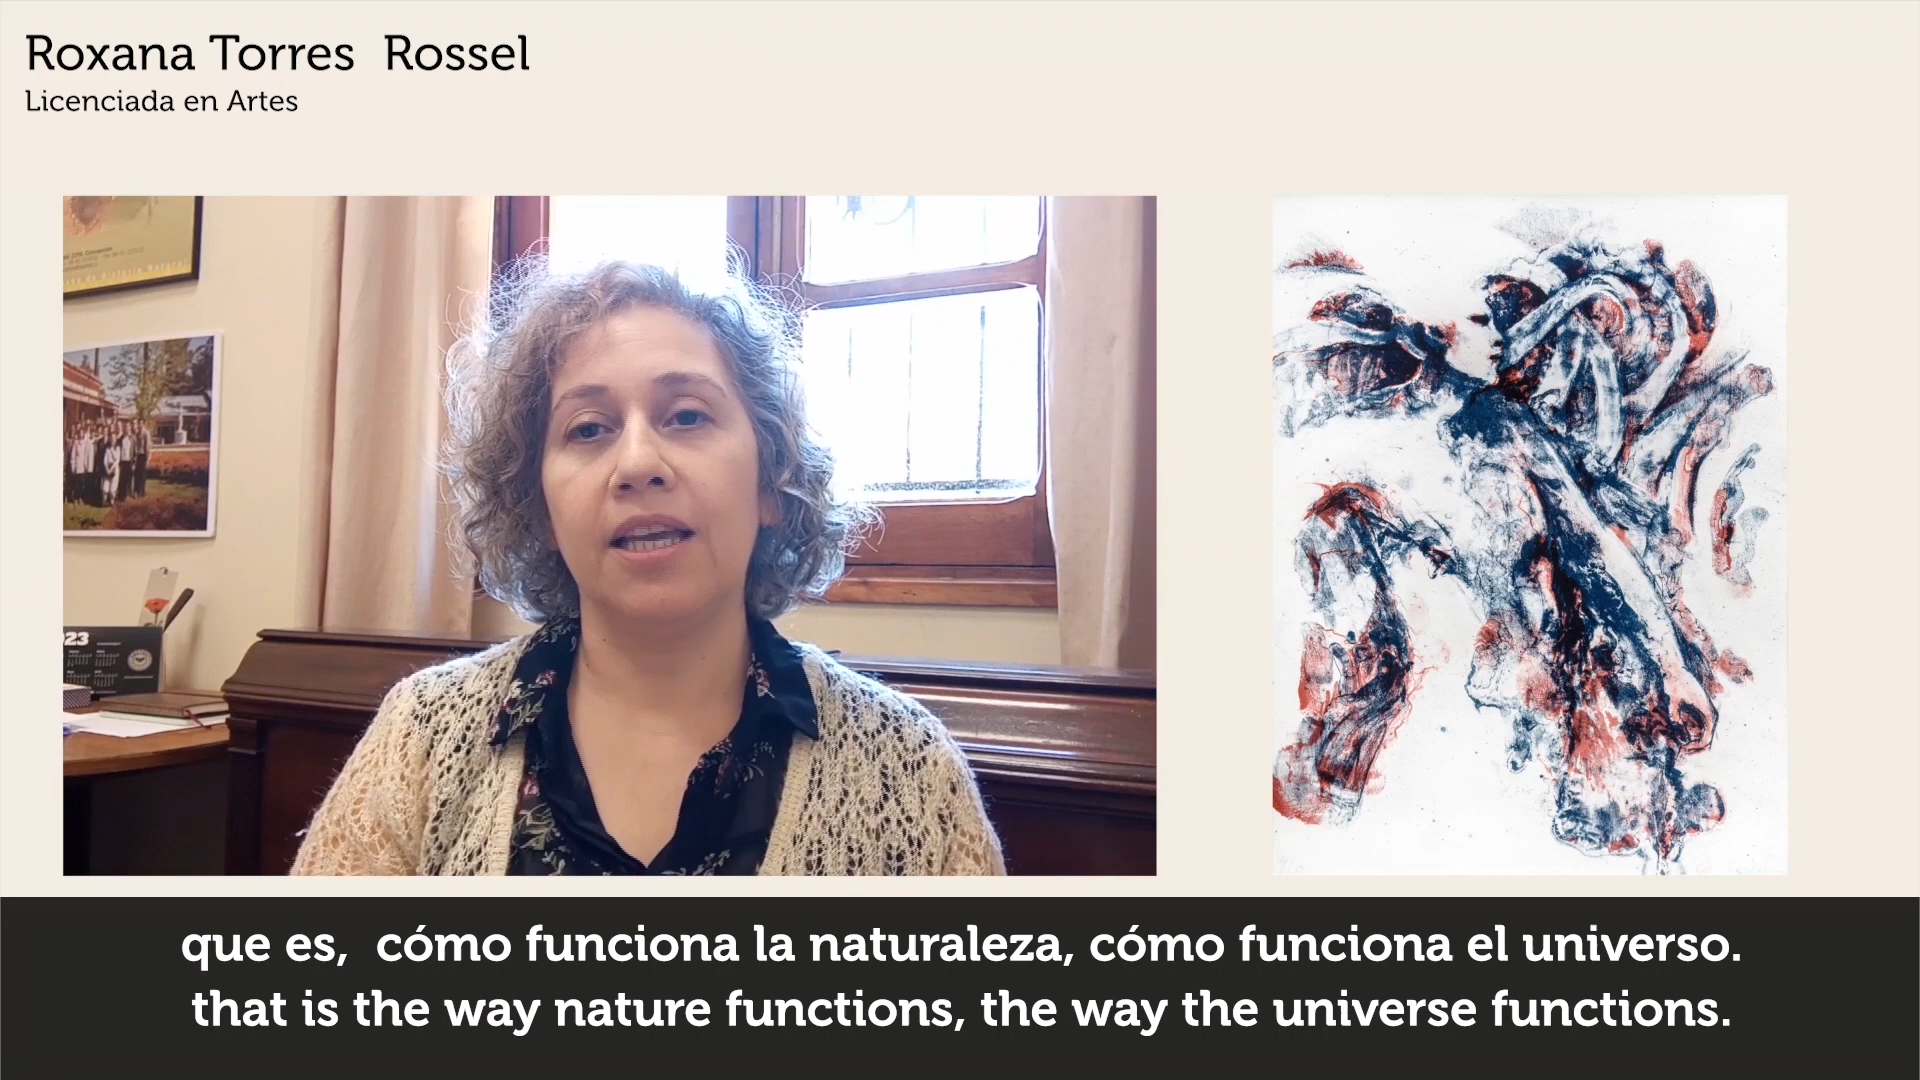 Roxana Torres Rossel
Licenciada en Artes
23
que es, cómo funciona la naturaleza, cómo funciona el universo.
that is the way nature functions, the way the universe functions.